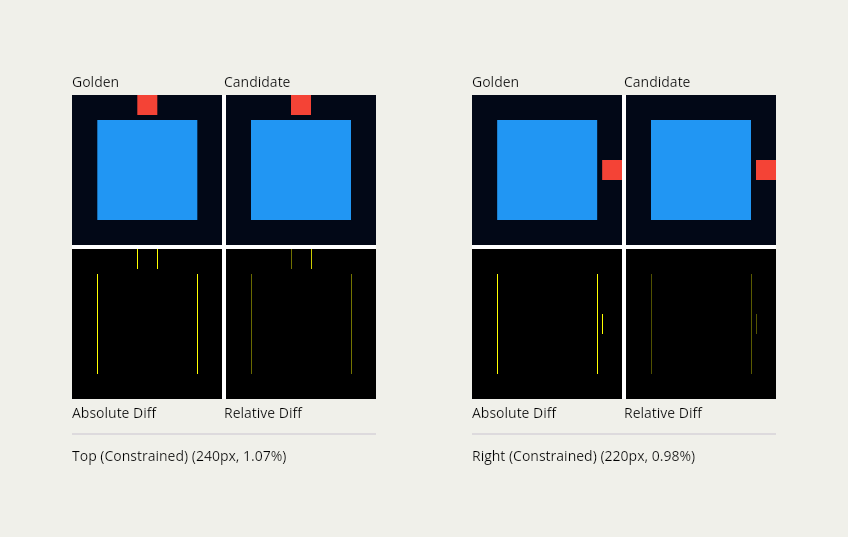 Golden
Candidate
Absolute Diff
Relative Diff
Top (Constrained) (240px, 1.07%)
Golden
Candidate
Absolute Diff
Relative Diff
Right (Constrained) (220px, 0.98%)